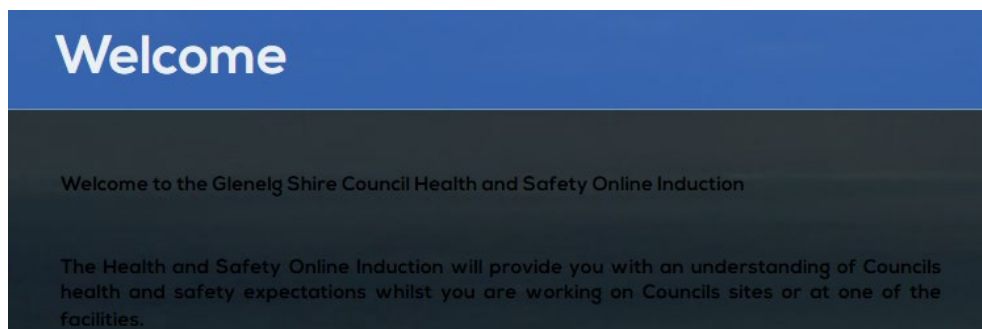 Welcome
Welcome to the Glenelg Shire Council Health and Safety Online Induction
The Health and Safety Online Induction will provide you with an understanding of Councils
health and safety expectations whilst you are working on Councils sites or at one of the
facilities.